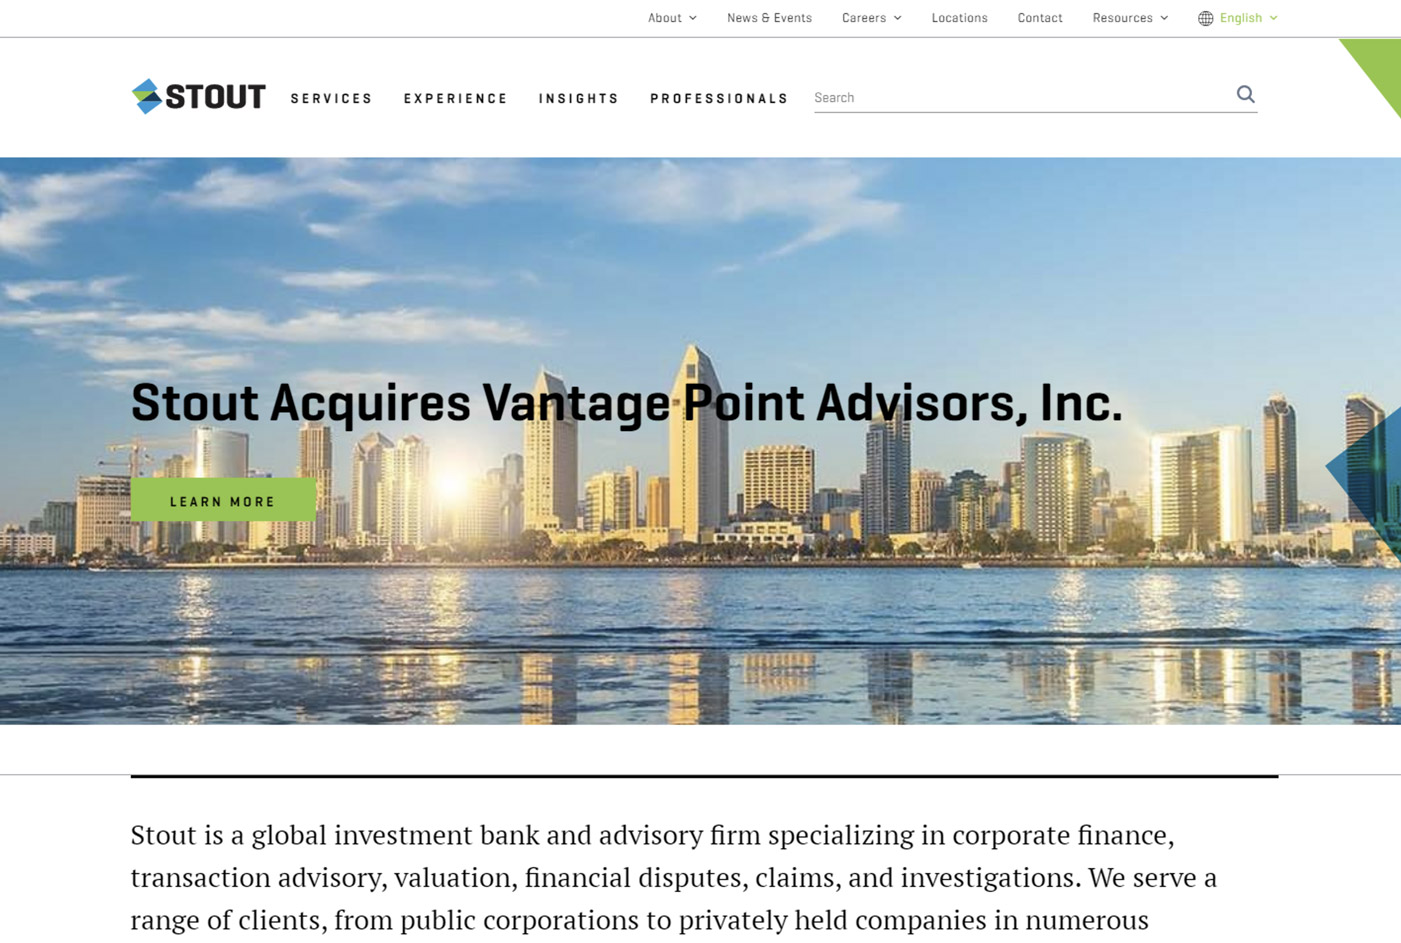 About
News & Events
Careers
Locations
Contact
Resources
English
STOUT
SERVICES
EXPERIENCE
INSIGHTS
PROFESSIONALS
Search
Stout Acquires Vantage Point Advisors, Inc.
LEARN MORE
Stout is a global investment bank and advisory firm specializing in corporate finance,
transaction advisory, valuation, financial disputes, claims, and investigations. We serve a
range of clients, from public corporations to privately held companies in numerous